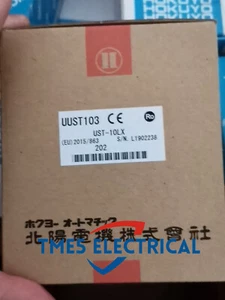 UUST103 CE
UST-10LX
(EU)2015/863 S/N. L1902238
202
ホクヨー オートマチック
北陽電機株式會社
TMES ELECTRICAL